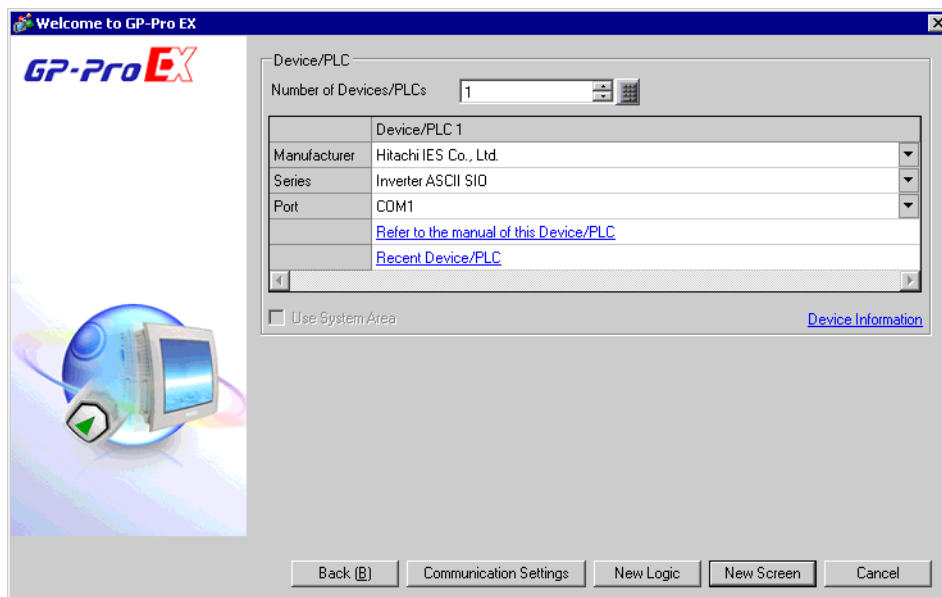 Welcome to GP-Pro EX
GP-Pro EX
Device/PLC
Number of Devices/PLCs 1
Device/PLC 1
Manufacturer Hitachi IES Co., Ltd.
Series Inverter ASCII SIO
Port COM1
Refer to the manual of this Device/PLC
Recent Device/PLC
Use System Area Device Information
Back (B) Communication Settings New Logic New Screen Cancel